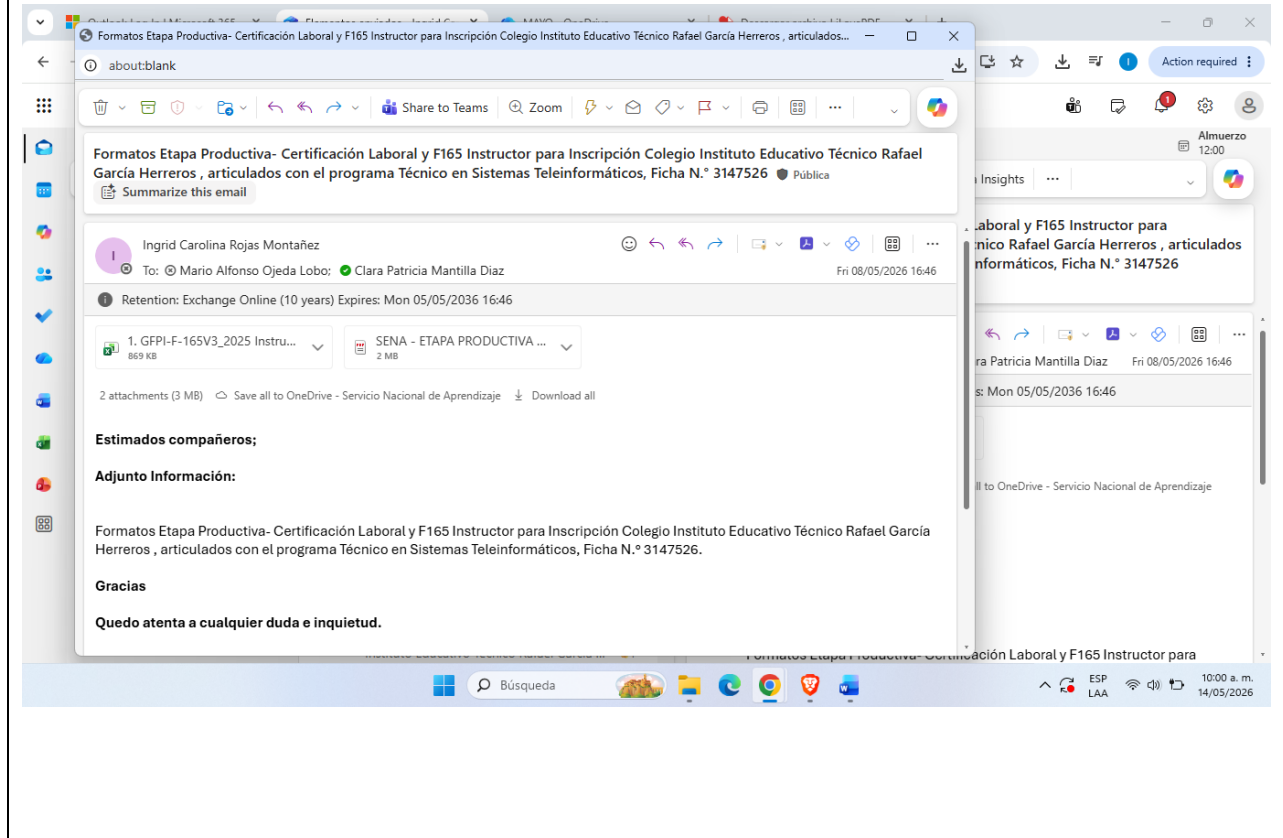 Formatos Etapa Productiva- Certificación Laboral y F165 Instructor para Inscripción Colegio Instituto Educativo Técnico Rafael García Herreros , articulados...
about:blank
Action required
Share to Teams
Zoom
Almuerzo
12:00
Insights
Formatos Etapa Productiva- Certificación Laboral y F165 Instructor para Inscripción Colegio Instituto Educativo Técnico Rafael
García Herreros , articulados con el programa Técnico en Sistemas Teleinformáticos, Ficha N.° 3147526 Pública
Summarize this email
Laboral y F165 Instructor para
nico Rafael García Herreros , articulados
nformáticos, Ficha N.° 3147526
I
Ingrid Carolina Rojas Montañez
To: Mario Alfonso Ojeda Lobo; Clara Patricia Mantilla Diaz
Fri 08/05/2026 16:46
Retention: Exchange Online (10 years) Expires: Mon 05/05/2036 16:46
ra Patricia Mantilla Diaz Fri 08/05/2026 16:46
s: Mon 05/05/2036 16:46
1. GFPI-F-165V3_2025 Instru...
869 KB
SENA - ETAPA PRODUCTIVA ...
2 MB
2 attachments (3 MB) Save all to OneDrive - Servicio Nacional de Aprendizaje Download all
ll to OneDrive - Servicio Nacional de Aprendizaje
Estimados compañeros;
Adjunto Información:
Formatos Etapa Productiva- Certificación Laboral y F165 Instructor para Inscripción Colegio Instituto Educativo Técnico Rafael García
Herreros , articulados con el programa Técnico en Sistemas Teleinformáticos, Ficha N.° 3147526.
Gracias
Quedo atenta a cualquier duda e inquietud.
Formatos Etapa Productiva- Certificación Laboral y F165 Instructor para
Búsqueda
ESP
LAA
10:00 a. m.
14/05/2026